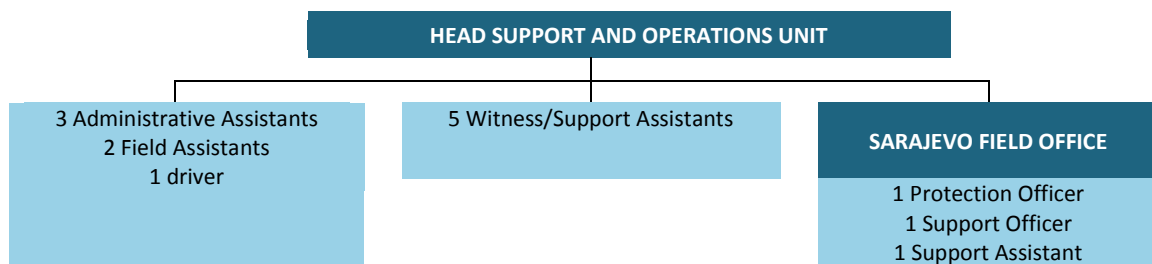 HEAD SUPPORT AND OPERATIONS UNIT
3 Administrative Assistants
2 Field Assistants
1 driver
5 Witness/Support Assistants
SARAJEVO FIELD OFFICE
1 Protection Officer
1 Support Officer
1 Support Assistant